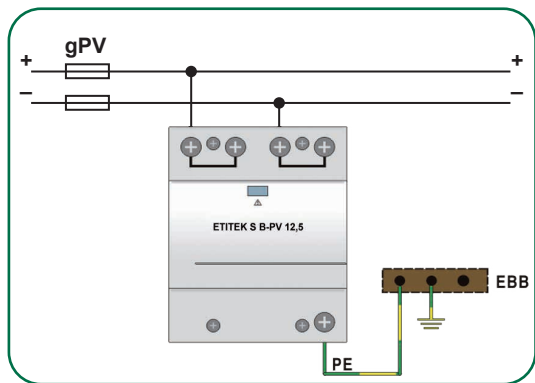 gPV
+ +
− −
ETITEK S B-PV 12,5
EBB
PE